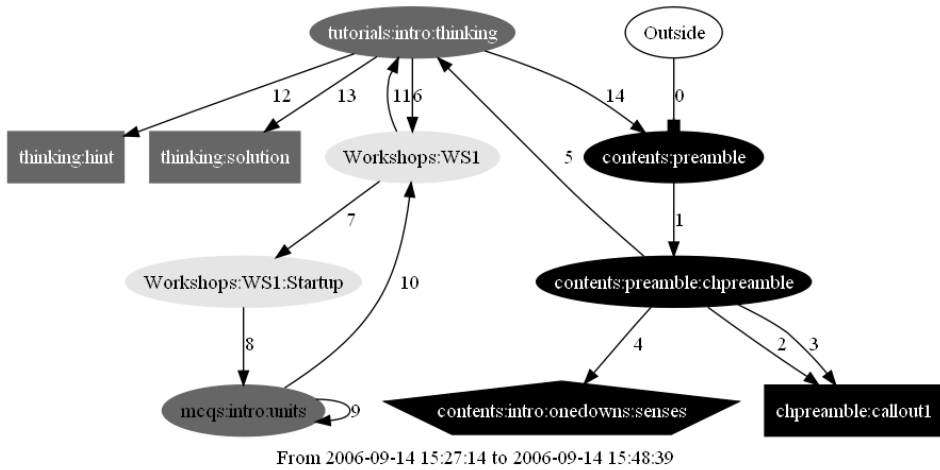 tutorials:intro:thinking
Outside
12
13
11
6
14
0
thinking:hint
thinking:solution
Workshops:WS1
5
contents:preamble
7
1
Workshops:WS1:Startup
10
contents:preamble:chpreamble
8
4
2
3
mcqs:intro:units
9
contents:intro:onedowns:senses
chpreamble:callout1
From 2006-09-14 15:27:14 to 2006-09-14 15:48:39